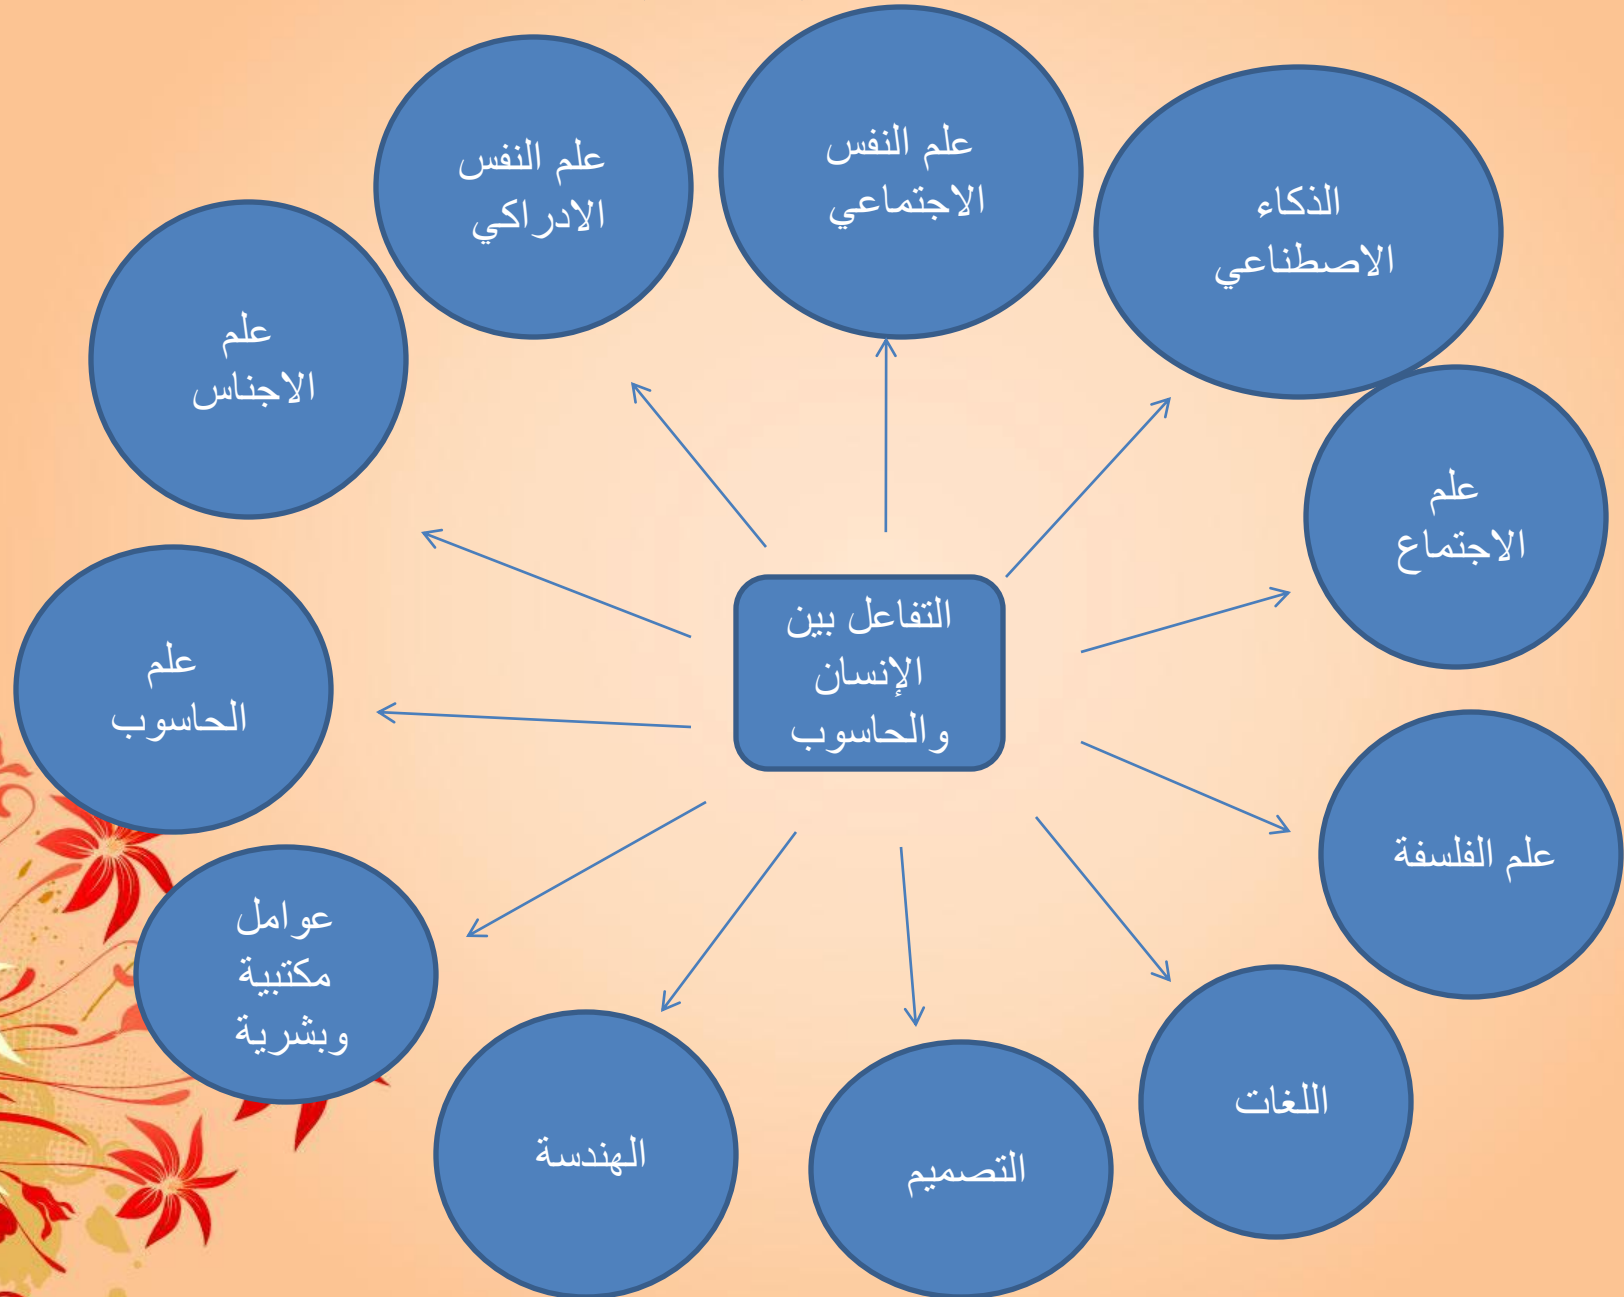 علم النفس
الاجتماعي
الذكاء
الاصطناعي
علم
الاجتماع
علم الفلسفة
اللغات
التصميم
الهندسة
عوامل
مكتبية
وبشرية
علم
الحاسوب
علم
الاجناس
علم النفس
الادراكي
التفاعل بين
الإنسان
والحاسوب